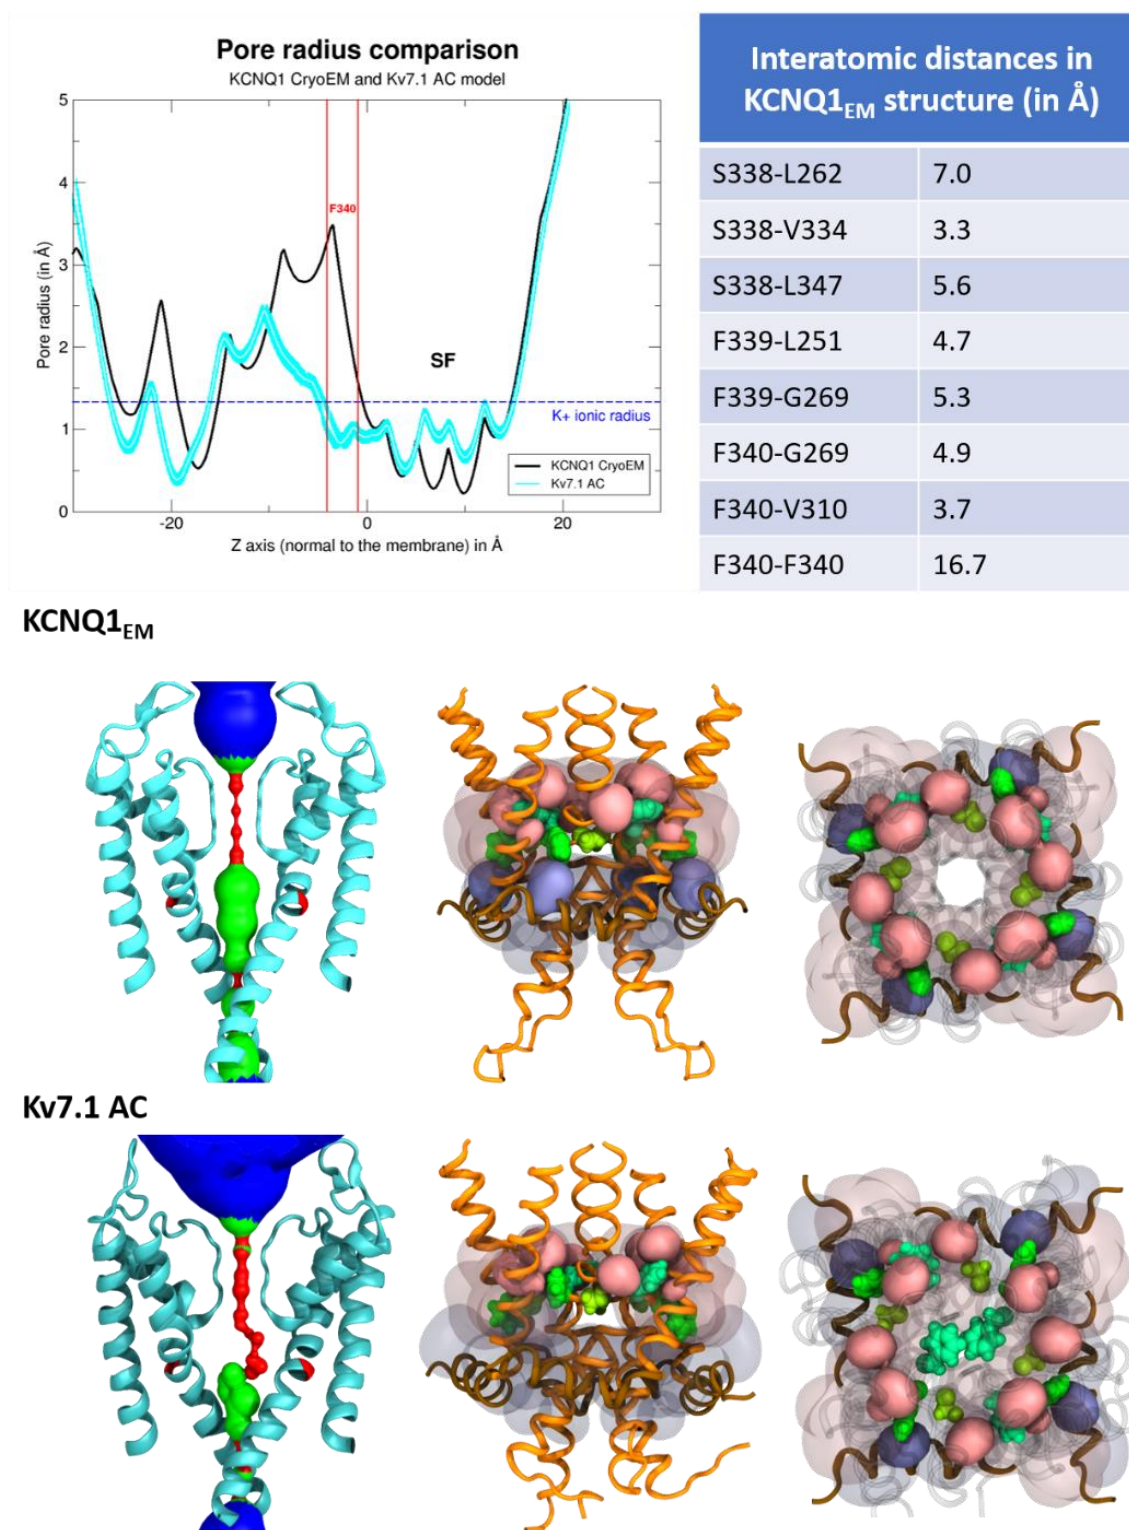 Pore radius comparison
KCNQ1 CryoEM and Kv7.1 AC model
Pore radius (in Å)
5
4
3
2
1
0
F340
SF
K+ ionic radius
KCNQ1 CryoEM
Kv7.1 AC
-20
0
20
Z axis (normal to the membrane) in Å
Interatomic distances in
KCNQ1EM structure (in Å)
S338-L262 7.0
S338-V334 3.3
S338-L347 5.6
F339-L251 4.7
F339-G269 5.3
F340-G269 4.9
F340-V310 3.7
F340-F340 16.7
KCNQ1EM
Kv7.1 AC